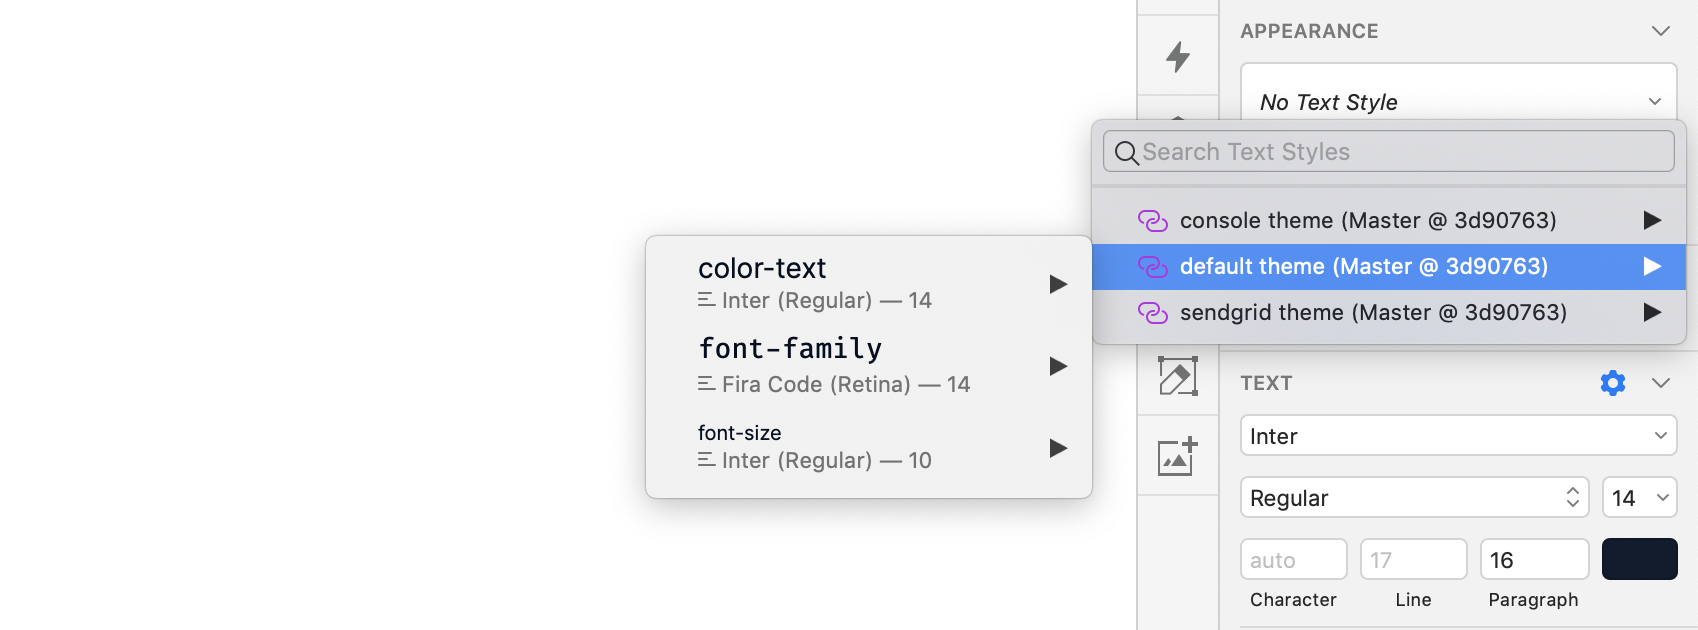 APPEARANCE
No Text Style
Search Text Styles
console theme (Master @ 3d90763)
default theme (Master @ 3d90763)
sendgrid theme (Master @ 3d90763)
color-text
Inter (Regular) — 14
font-family
Fira Code (Retina) — 14
font-size
Inter (Regular) — 10
TEXT
Inter
Regular
14
auto
17
16
Character
Line
Paragraph